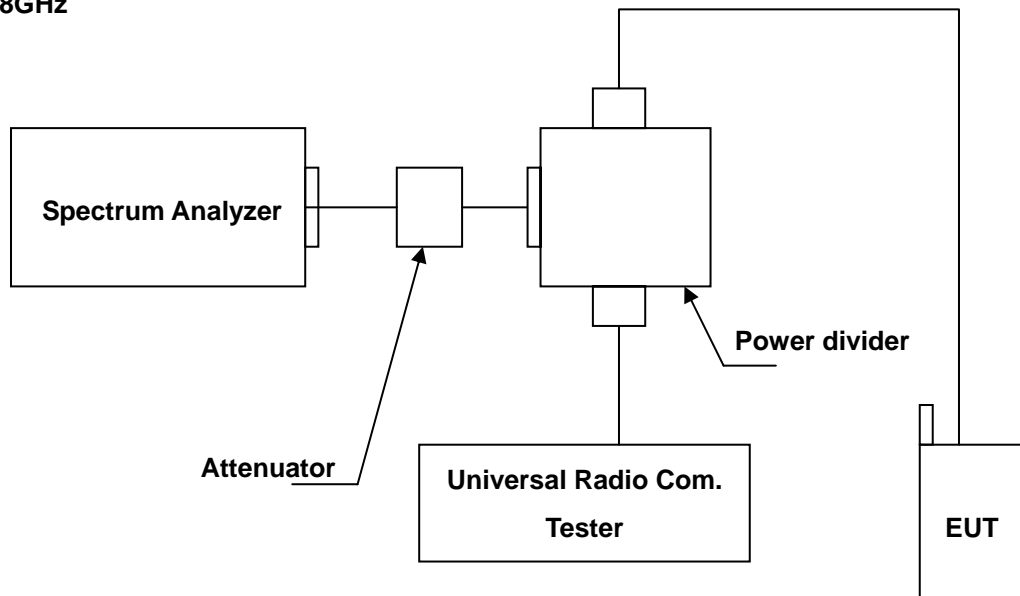 8GHz
Spectrum Analyzer
Power divider
Attenuator
Universal Radio Com.
Tester
EUT